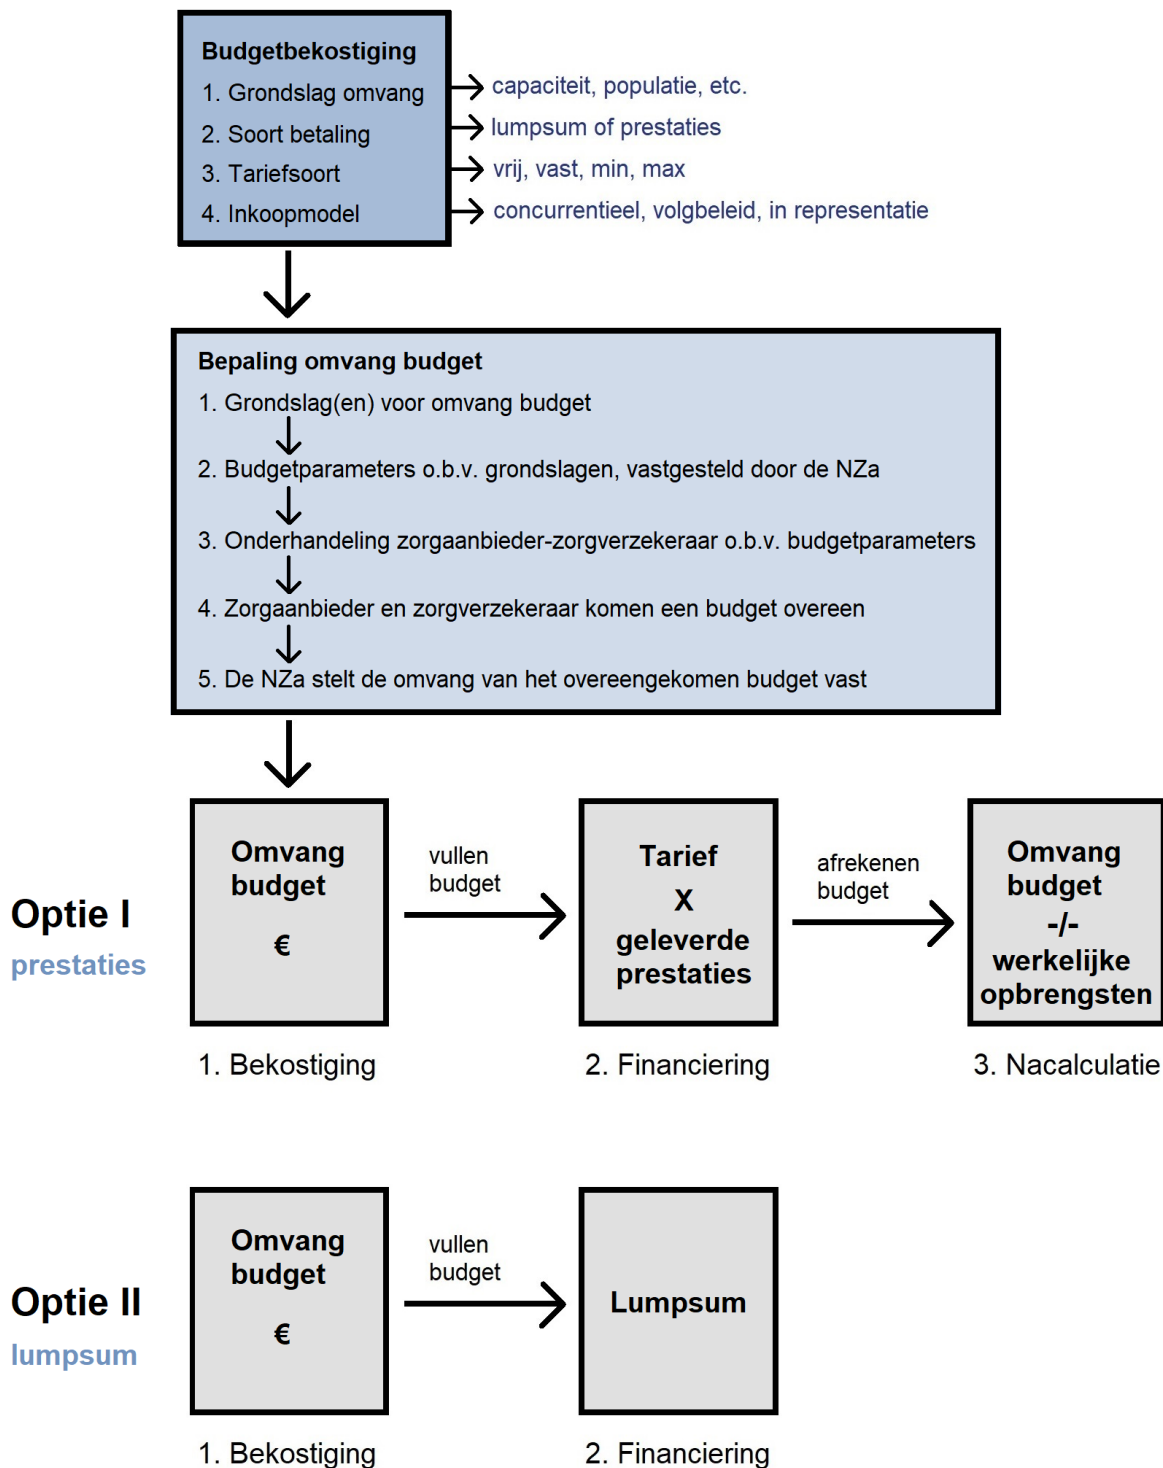 Budgetbekostiging
1. Grondslag omvang
capaciteit, populatie, etc.
2. Soort betaling
lumpsum of prestaties
3. Tariefsoort
vrij, vast, min, max
4. Inkoopmodel
concurrentieel, volgbeleid, in representatie
Bepaling omvang budget
1. Grondslag(en) voor omvang budget
2. Budgetparameters o.b.v. grondslagen, vastgesteld door de NZa
3. Onderhandeling zorgaanbieder-zorgverzekeraar o.b.v. budgetparameters
4. Zorgaanbieder en zorgverzekeraar komen een budget overeen
5. De NZa stelt de omvang van het overeengekomen budget vast
Optie I
prestaties
Omvang
budget
€
1. Bekostiging
vullen
budget
Tarief
X
geleverde
prestaties
2. Financiering
afrekenen
budget
Omvang
budget
-/-
werkelijke
opbrengsten
3. Nacalculatie
Optie II
lumpsum
Omvang
budget
€
1. Bekostiging
vullen
budget
Lumpsum
2. Financiering